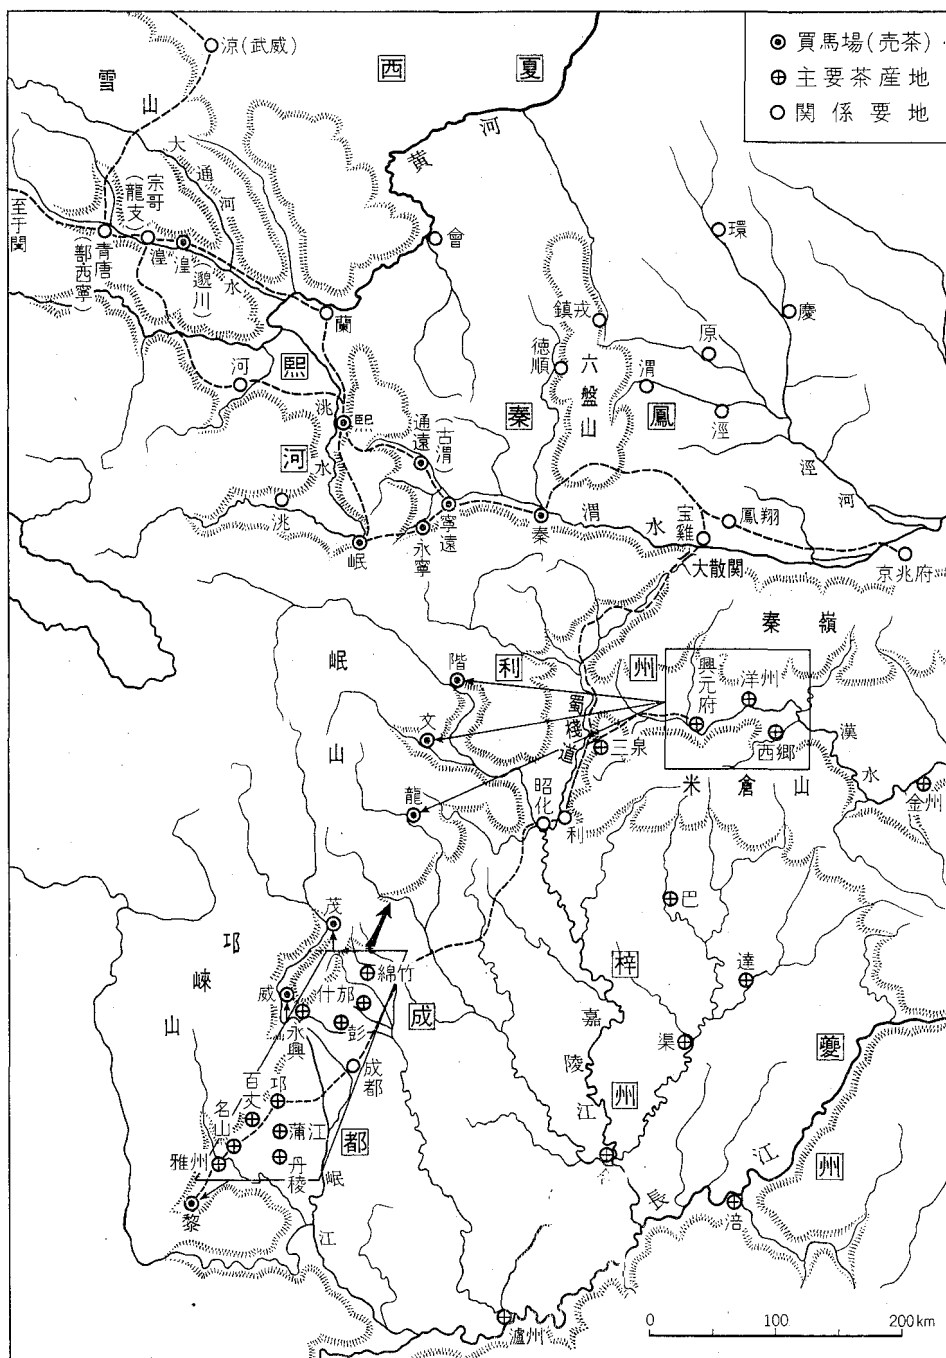 買馬場(売茶)
主要茶産地
関係要地
涼(武威)
西夏
雪山
大通河
黄河
宗哥(龍支)
至于闐
青唐(鄯西寧)
湟
湟水
(邈川)
會
環
蘭
鎮戎
慶
原
徳順
六盤山
渭
河
熙
洮水
熙
秦
鳳
涇
通遠
(古渭)
河
涇河
洮
寧遠
秦
渭水
鳳翔
宝雞
岷
永寧
大散関
京兆府
秦嶺
岷山
階
利
州
興元府
洋州
蜀桟道
文
三泉
西郷
漢水
米倉山
金州
龍
昭化
利
巴
茂
邛崍山
綿竹
梓
達
威
什邡
成
永興
彭
嘉陵江
渠
夔
成都
百丈
邛
州
名山
蒲江
都
雅州
丹稜
岷江
長江
州
黎
涪
瀘州
0 100 200km